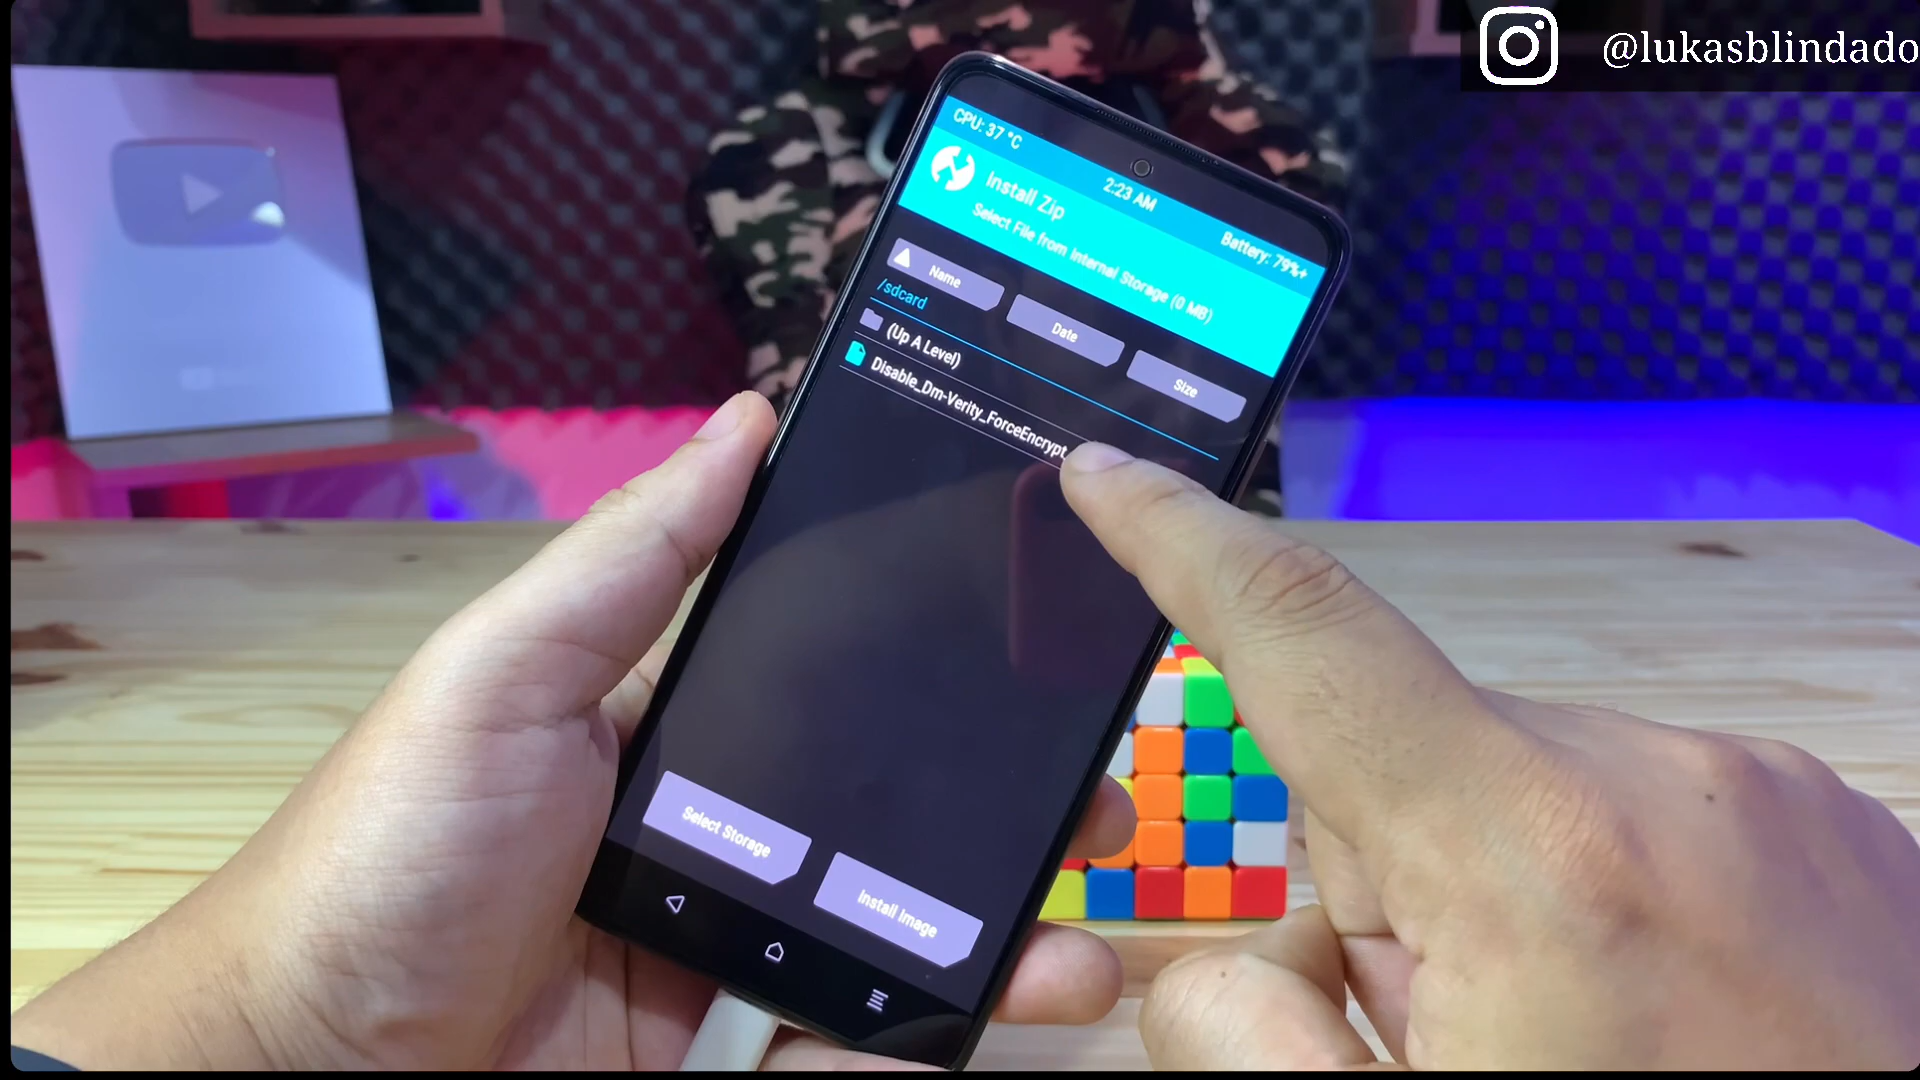 @lukasblindado
CPU: 37 °C
2:23 AM
Battery: 79%+
Install Zip
Select File from Internal Storage (0 MB)
Name
Date
Size
/sdcard
(Up A Level)
Disable_Dm-Verity_ForceEncrypt
Select Storage
Install Image